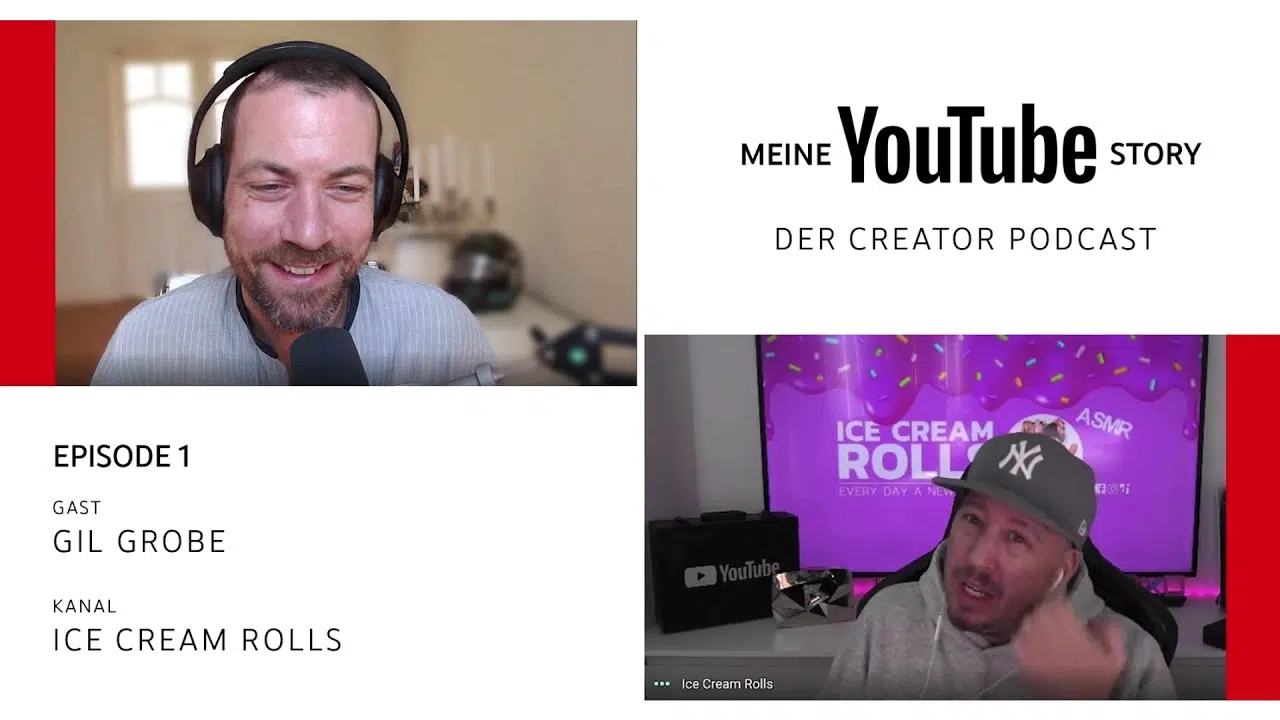 MEINE YouTube STORY
DER CREATOR PODCAST
EPISODE 1
GAST
GIL GROBE
KANAL
ICE CREAM ROLLS
ICE CREAM
ROLLS
ASMR
EVERY DAY A NEW
NY
YouTube
Ice Cream Rolls